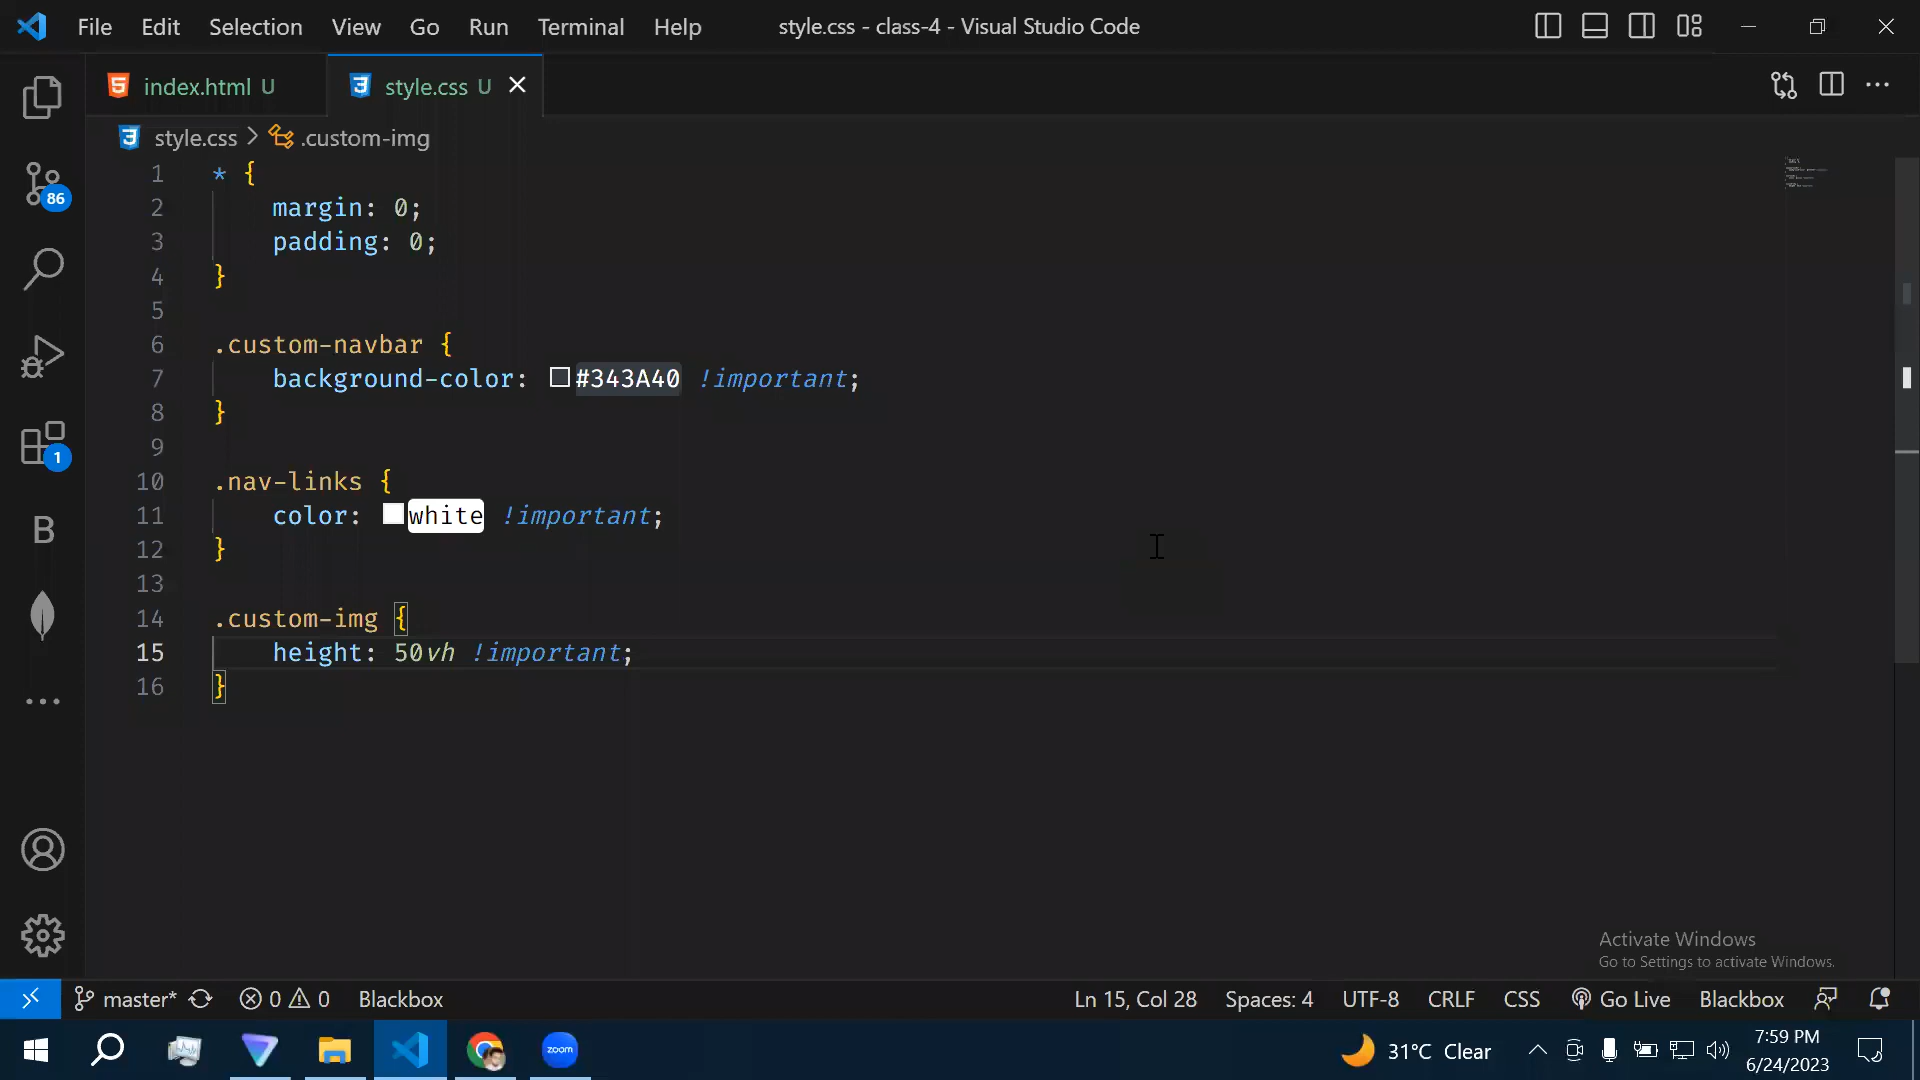 File Edit Selection View Go Run Terminal Help style.css - class-4 - Visual Studio Code
index.html U style.css U
style.css > .custom-img
1 * {
2 margin: 0;
3 padding: 0;
4 }
5
6 .custom-navbar {
7 background-color: #343A40 !important;
8 }
9
10 .nav-links {
11 color: white !important;
12 }
13
14 .custom-img {
15 height: 50vh !important;
16 }
86
1
B
Activate Windows
Go to Settings to activate Windows.
master* 0 0 Blackbox Ln 15, Col 28 Spaces: 4 UTF-8 CRLF CSS Go Live Blackbox
zoom 31°C Clear 7:59 PM
6/24/2023